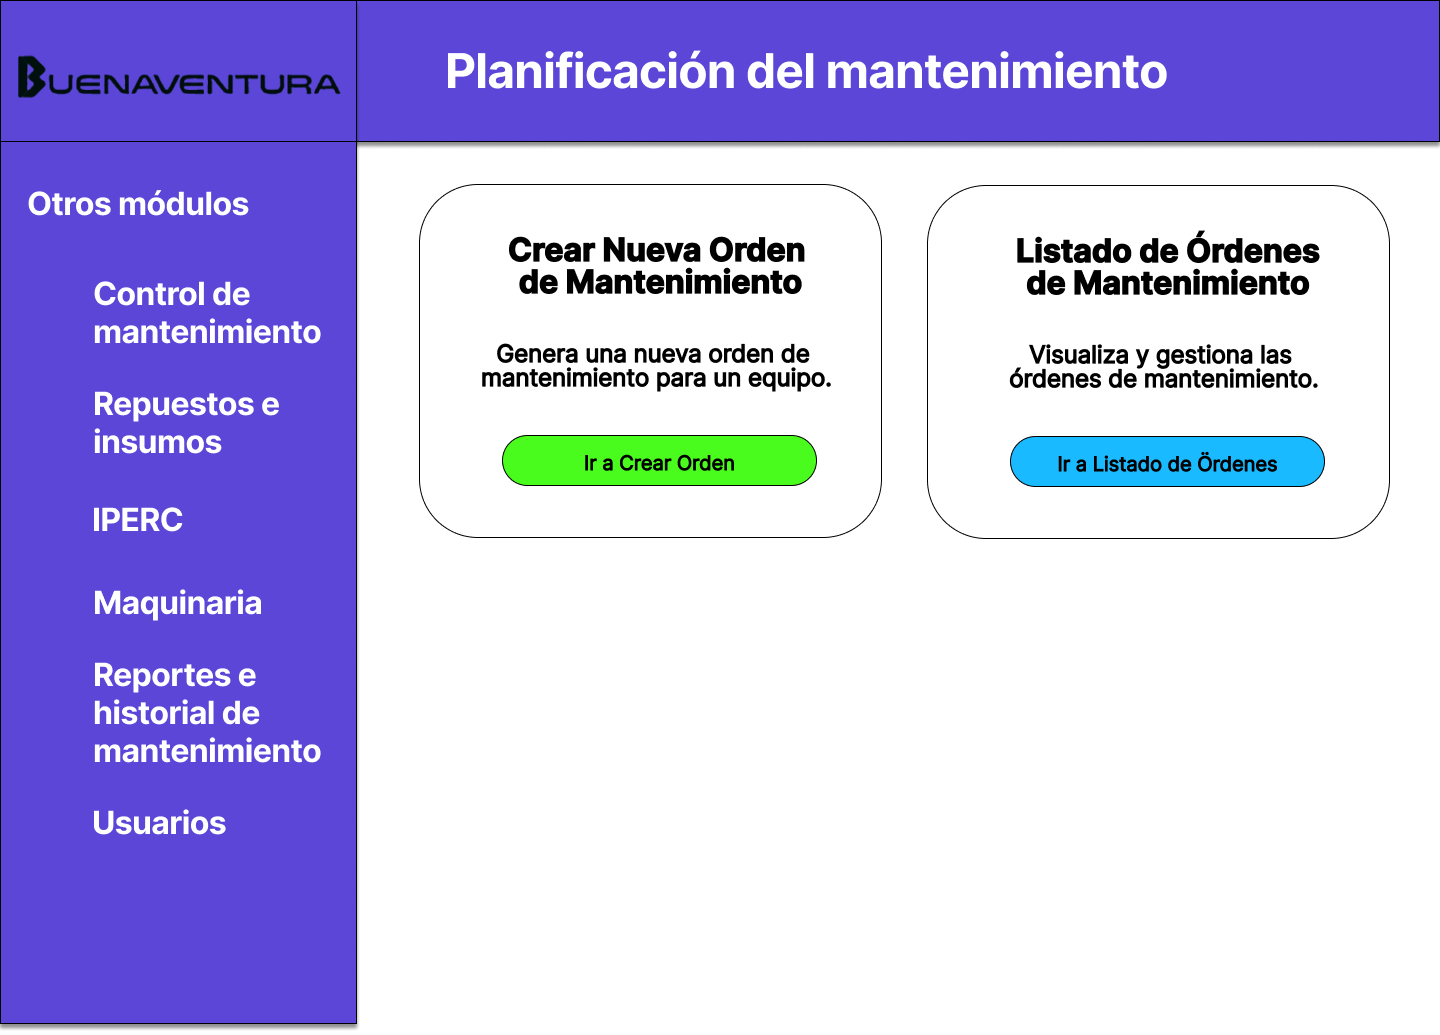 BUENAVENTURA
Planificación del mantenimiento
Otros módulos
Control de
mantenimiento
Repuestos e
insumos
IPERC
Maquinaria
Reportes e
historial de
mantenimiento
Usuarios
Crear Nueva Orden
de Mantenimiento
Genera una nueva orden de
mantenimiento para un equipo.
Ir a Crear Orden
Listado de Órdenes
de Mantenimiento
Visualiza y gestiona las
órdenes de mantenimiento.
Ir a Listado de Ördenes